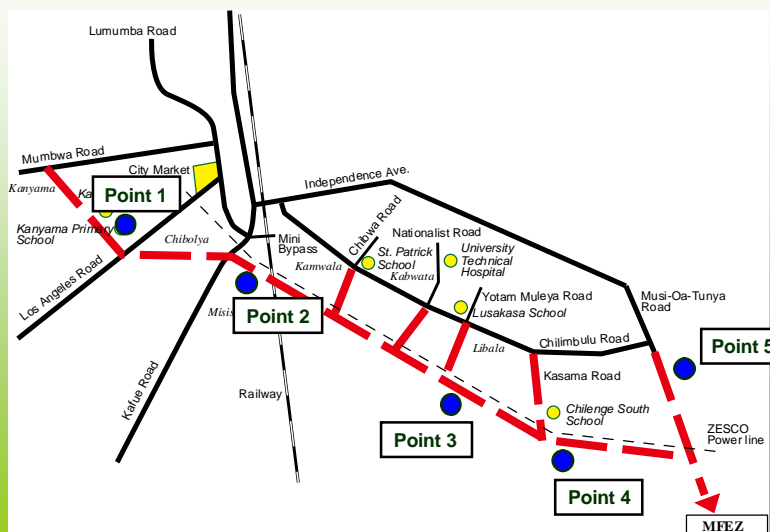 Lumumba Road
Mumbwa Road
City Market
Independence Ave.
Kanyama
Point 1
Kanyama Primary
School
Chibwa Road
Nationalist Road
St. Patrick
School
University
Technical
Hospital
Chibolya
Mini
Bypass
Kamwala
Kabwata
Los Angeles Road
Point 2
Yotam Muleya Road
Lusakasa School
Musi-Oa-Tunya
Road
Libala
Chilimbulu Road
Point 5
Kasama Road
Kafue Road
Railway
Chilenge South
School
Point 3
ZESCO
Power line
Point 4
MFEZ